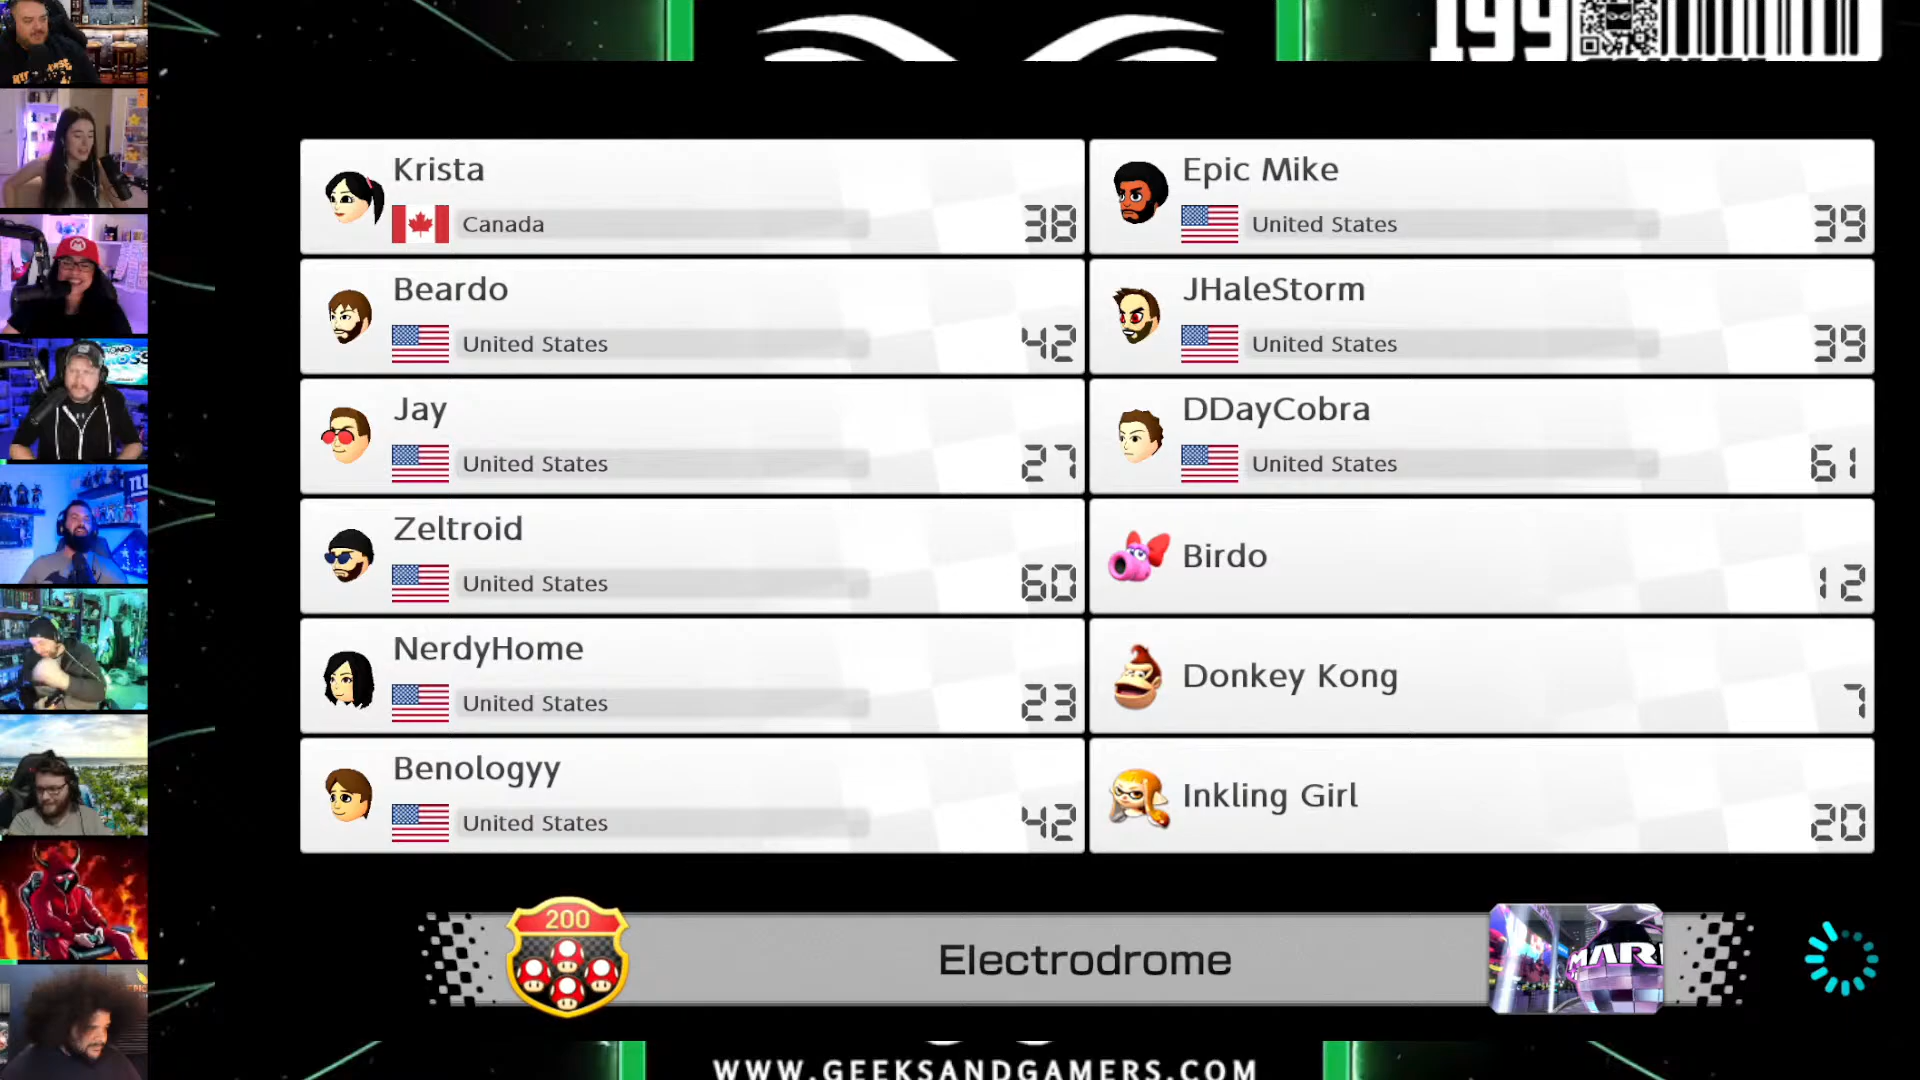 199
Krista
Canada
38
Epic Mike
United States
39
Beardo
United States
42
JHaleStorm
United States
39
Jay
United States
27
DDayCobra
United States
61
Zeltroid
United States
60
Birdo
12
NerdyHome
United States
23
Donkey Kong
7
Benologyy
United States
42
Inkling Girl
20
200
Electrodrome
MARI
WWW.GEEKSANDGAMERS.COM